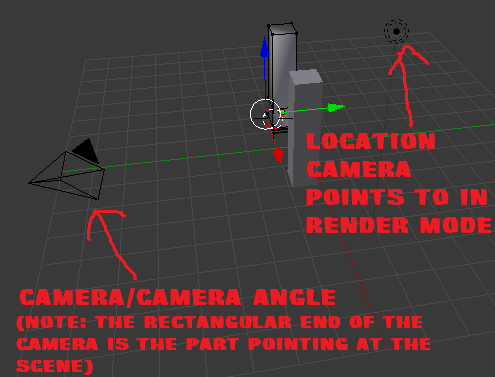 LOCATION
CAMERA
POINTS TO IN
RENDER MODE
CAMERA/CAMERA ANGLE
(NOTE: THE RECTANGULAR END OF THE
CAMERA IS THE PART POINTING AT THE
SCENE)